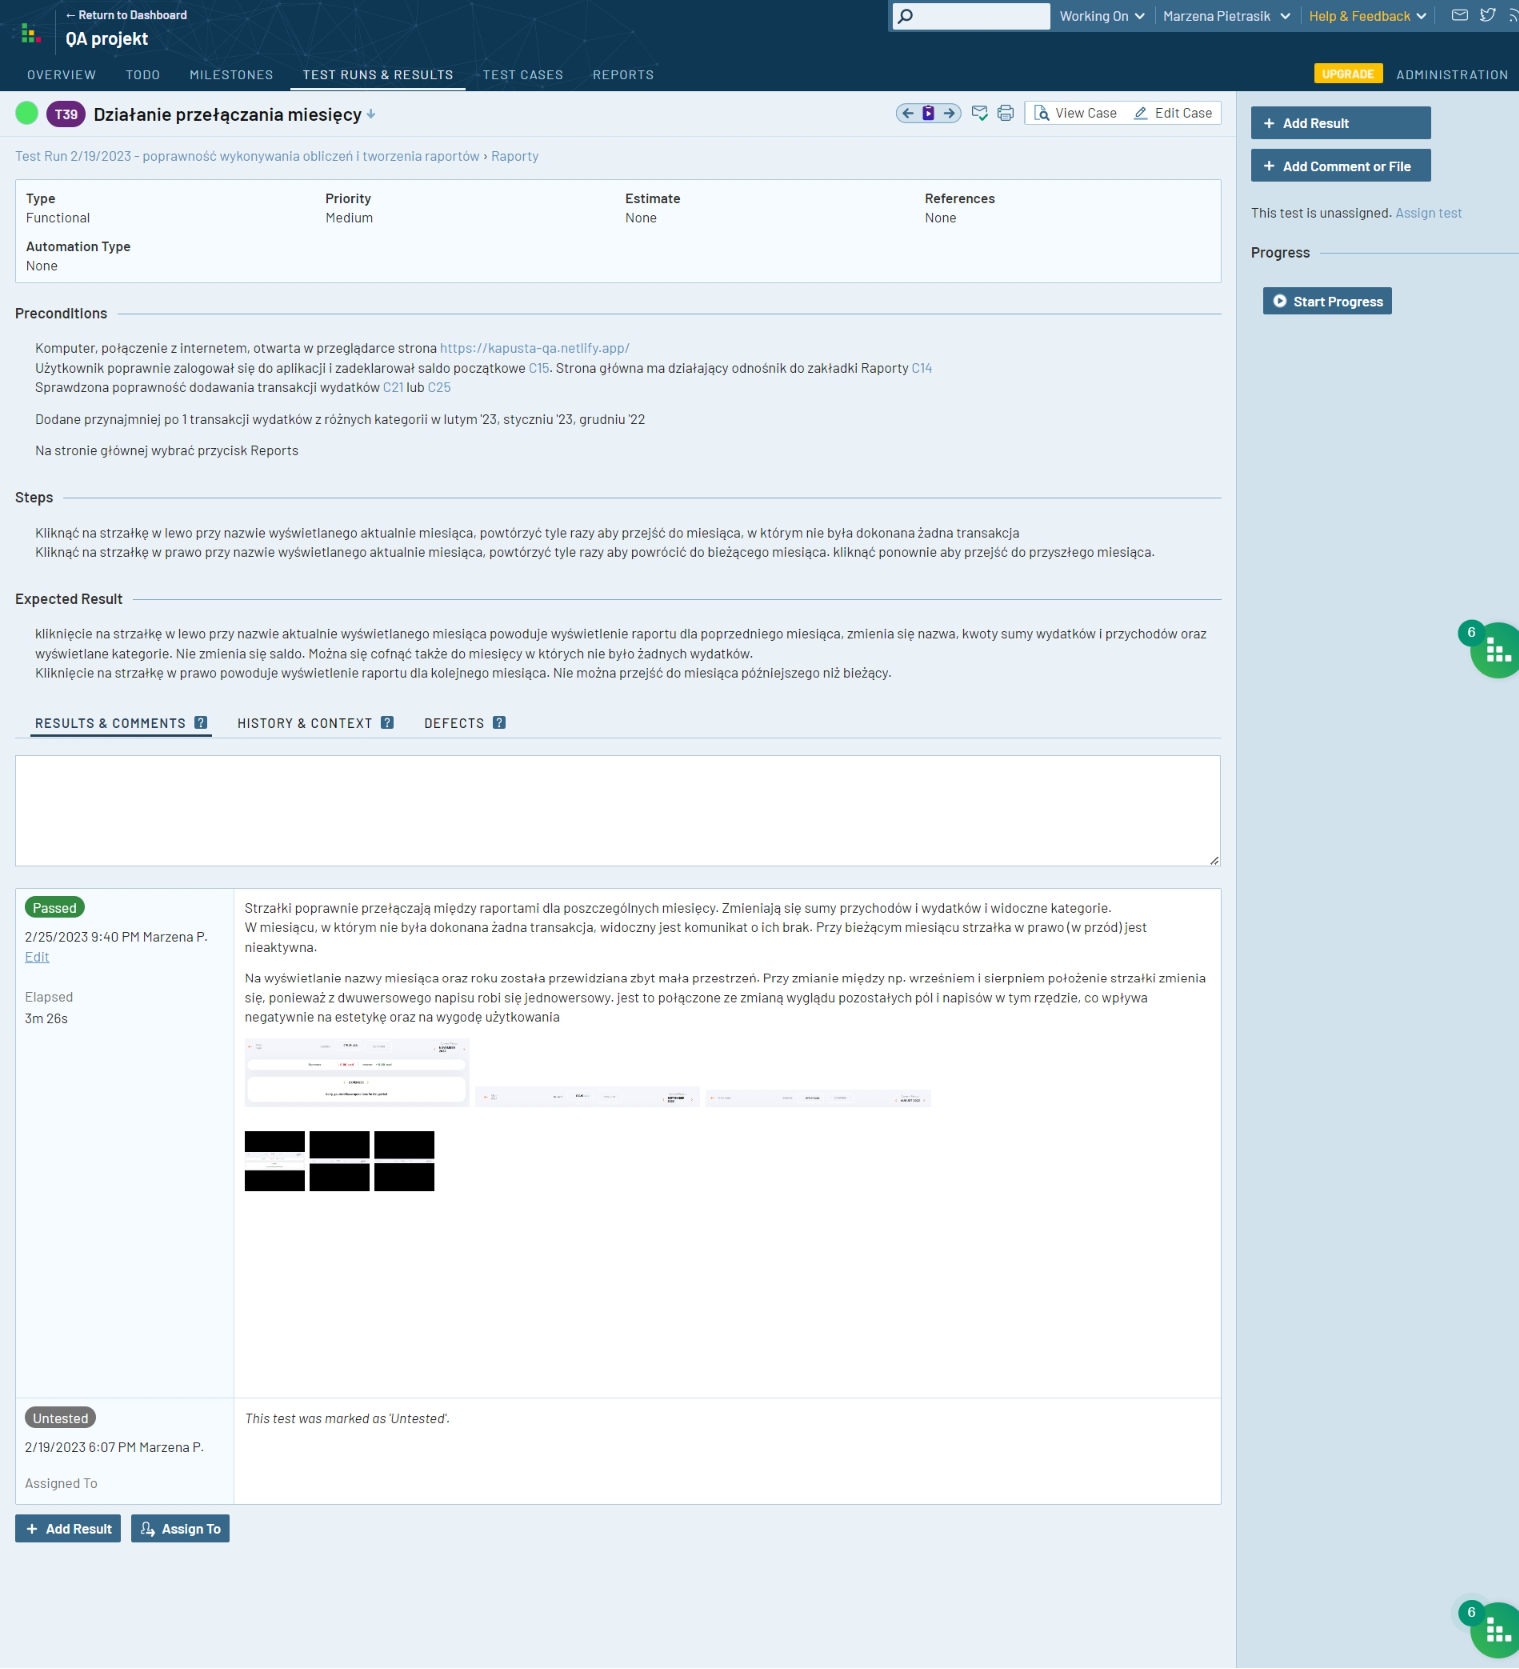 ← Return to Dashboard
QA projekt
Working On
Marzena Pietrasik
Help & Feedback
OVERVIEW
TODO
MILESTONES
TEST RUNS & RESULTS
TEST CASES
REPORTS
UPGRADE
ADMINISTRATION
T39
Działanie przełączania miesięcy
View Case
Edit Case
Test Run 2/19/2023 - poprawność wykonywania obliczeń i tworzenia raportów › Raporty
Type
Functional
Priority
Medium
Estimate
None
References
None
Automation Type
None
Preconditions
Komputer, połączenie z internetem, otwarta w przeglądarce strona https://kapusta-qa.netlify.app/
Użytkownik poprawnie zalogował się do aplikacji i zadeklarował saldo początkowe C15. Strona główna ma działający odnośnik do zakładki Raporty C14
Sprawdzona poprawność dodawania transakcji wydatków C21 lub C25
Dodane przynajmniej po 1 transakcji wydatków z różnych kategorii w lutym '23, styczniu '23, grudniu '22
Na stronie głównej wybrać przycisk Reports
Steps
Kliknąć na strzałkę w lewo przy nazwie wyświetlanego aktualnie miesiąca, powtórzyć tyle razy aby przejść do miesiąca, w którym nie była dokonana żadna transakcja
Kliknąć na strzałkę w prawo przy nazwie wyświetlanego aktualnie miesiąca, powtórzyć tyle razy aby powrócić do bieżącego miesiąca. kliknąć ponownie aby przejść do przyszłego miesiąca.
Expected Result
kliknięcie na strzałkę w lewo przy nazwie aktualnie wyświetlanego miesiąca powoduje wyświetlenie raportu dla poprzedniego miesiąca, zmienia się nazwa, kwoty sumy wydatków i przychodów oraz
wyświetlane kategorie. Nie zmienia się saldo. Można się cofnąć także do miesięcy w których nie było żadnych wydatków.
Kliknięcie na strzałkę w prawo powoduje wyświetlenie raportu dla kolejnego miesiąca. Nie można przejść do miesiąca późniejszego niż bieżący.
RESULTS & COMMENTS ?
HISTORY & CONTEXT ?
DEFECTS ?
Passed
2/25/2023 9:40 PM Marzena P.
Edit
Elapsed
3m 26s
Strzałki poprawnie przełączają między raportami dla poszczególnych miesięcy. Zmieniają się sumy przychodów i wydatków i widoczne kategorie.
W miesiącu, w którym nie była dokonana żadna transakcja, widoczny jest komunikat o ich brak. Przy bieżącym miesiącu strzałka w prawo (w przód) jest
nieaktywna.
Na wyświetlanie nazwy miesiąca oraz roku została przewidziana zbyt mała przestrzeń. Przy zmianie między np. wrześniem i sierpniem położenie strzałki zmienia
się, ponieważ z dwuwersowego napisu robi się jednowersowy. jest to połączone ze zmianą wyglądu pozostałych pól i napisów w tym rzędzie, co wpływa
negatywnie na estetykę oraz na wygodę użytkowania
Untested
2/19/2023 6:07 PM Marzena P.
Assigned To
This test was marked as 'Untested'.
+ Add Result
Assign To
+ Add Result
+ Add Comment or File
This test is unassigned. Assign test
Progress
Start Progress
6
6